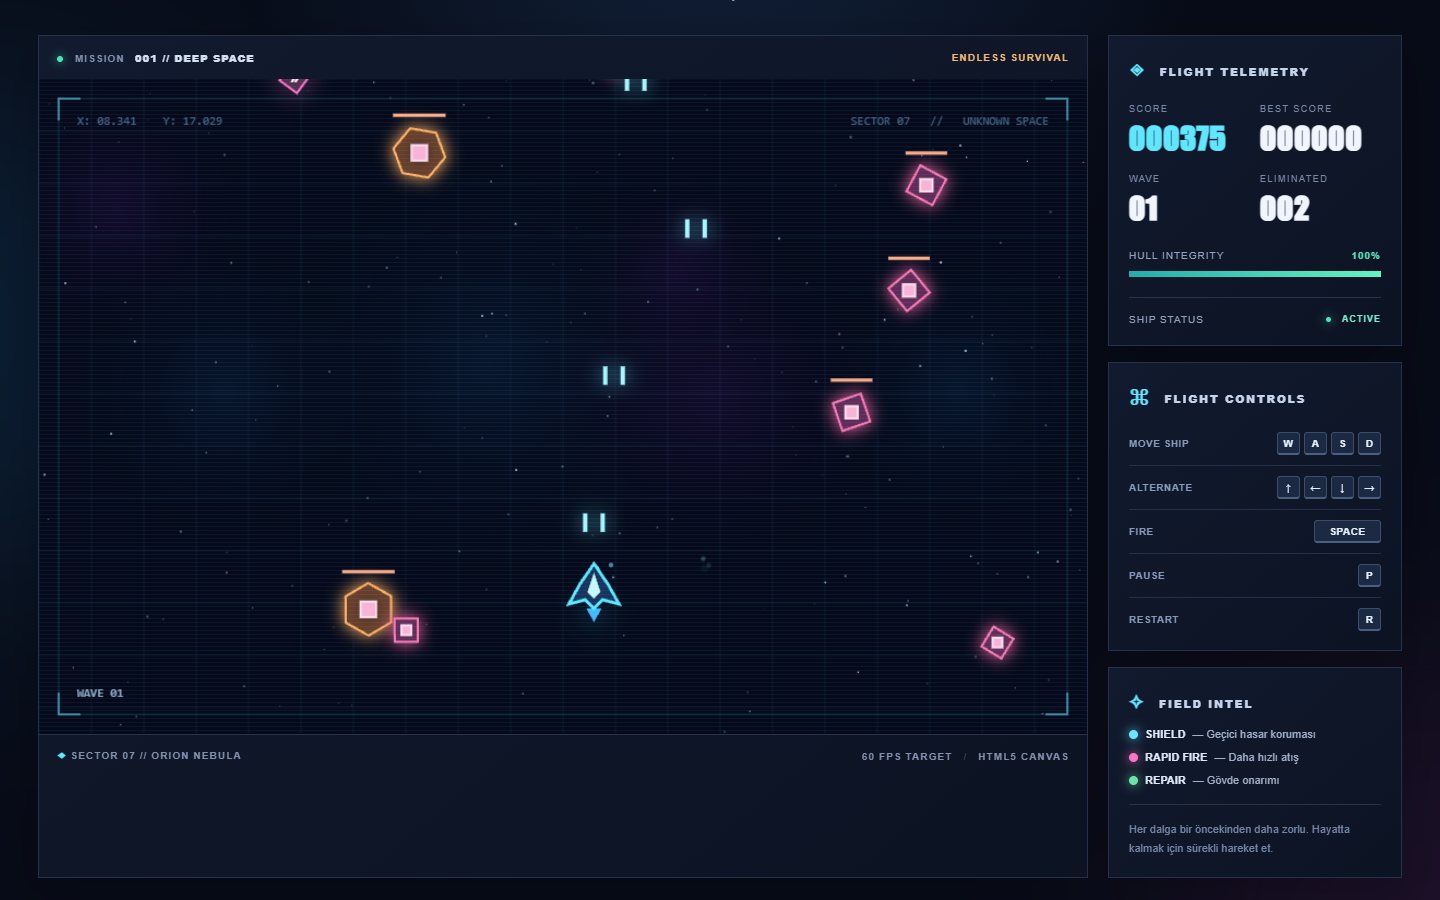 MISSION 001 // DEEP SPACE
ENDLESS SURVIVAL
X: 08.341 Y: 17.029
SECTOR 07 // UNKNOWN SPACE
WAVE 01
SECTOR 07 // ORION NEBULA
60 FPS TARGET / HTML5 CANVAS
FLIGHT TELEMETRY
SCORE BEST SCORE
000375 000000
WAVE ELIMINATED
01 002
HULL INTEGRITY 100%
SHIP STATUS ACTIVE
⌘ FLIGHT CONTROLS
MOVE SHIP W A S D
ALTERNATE ↑ ← ↓ →
FIRE SPACE
PAUSE P
RESTART R
FIELD INTEL
SHIELD — Geçici hasar koruması
RAPID FIRE — Daha hızlı atış
REPAIR — Gövde onarımı
Her dalga bir öncekinden daha zorlu. Hayatta
kalmak için sürekli hareket et.